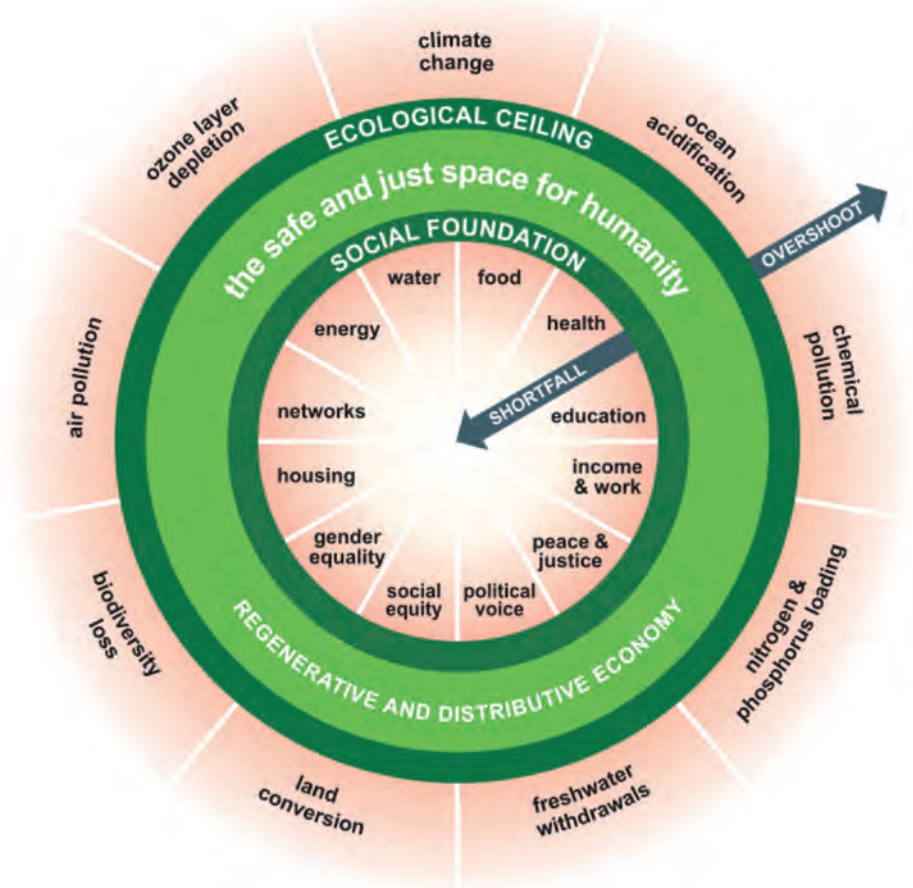 climate
change
ocean
acidification
OVERSHOOT
chemical
pollution
nitrogen &
phosphorus loading
freshwater
withdrawals
land
conversion
biodiversity
loss
air pollution
ozone layer
depletion
ECOLOGICAL CEILING
the safe and just space for humanity
SOCIAL FOUNDATION
water
food
health
SHORTFALL
education
income
& work
peace &
justice
political
voice
social
equity
gender
equality
housing
networks
energy
REGENERATIVE AND DISTRIBUTIVE ECONOMY